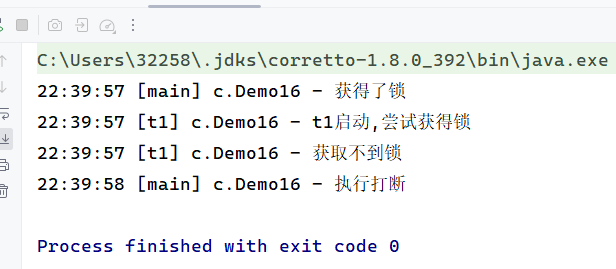 C:\Users\32258\.jdks\corretto-1.8.0_392\bin\java.exe
22:39:57 [main] c.Demo16 - 获得了锁
22:39:57 [t1] c.Demo16 - t1启动,尝试获得锁
22:39:57 [t1] c.Demo16 - 获取不到锁
22:39:58 [main] c.Demo16 - 执行打断
Process finished with exit code 0